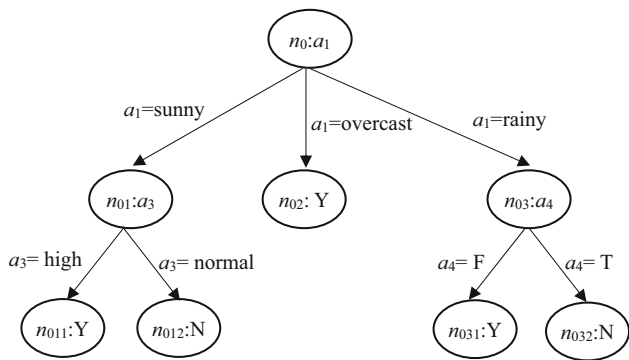 n₀:a₁
a₁=sunny
a₁=overcast
a₁=rainy
n₀₁:a₃
n₀₂: Y
n₀₃:a₄
a₃= high
a₃= normal
a₄= F
a₄= T
n₀₁₁:Y
n₀₁₂:N
n₀₃₁:Y
n₀₃₂:N